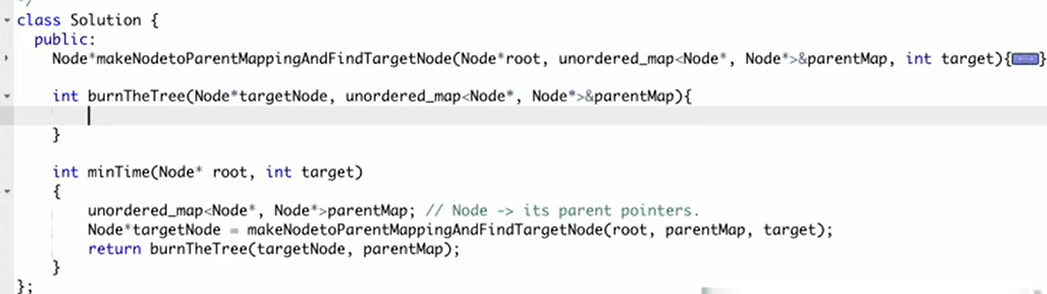 */
class Solution {
public:
Node*makeNodetoParentMappingAndFindTargetNode(Node*root, unordered_map<Node*, Node*>&parentMap, int target){↔}
int burnTheTree(Node*targetNode, unordered_map<Node*, Node*>&parentMap){
}
int minTime(Node* root, int target)
{
unordered_map<Node*, Node*>parentMap; // Node -> its parent pointers.
Node*targetNode = makeNodetoParentMappingAndFindTargetNode(root, parentMap, target);
return burnTheTree(targetNode, parentMap);
}
};